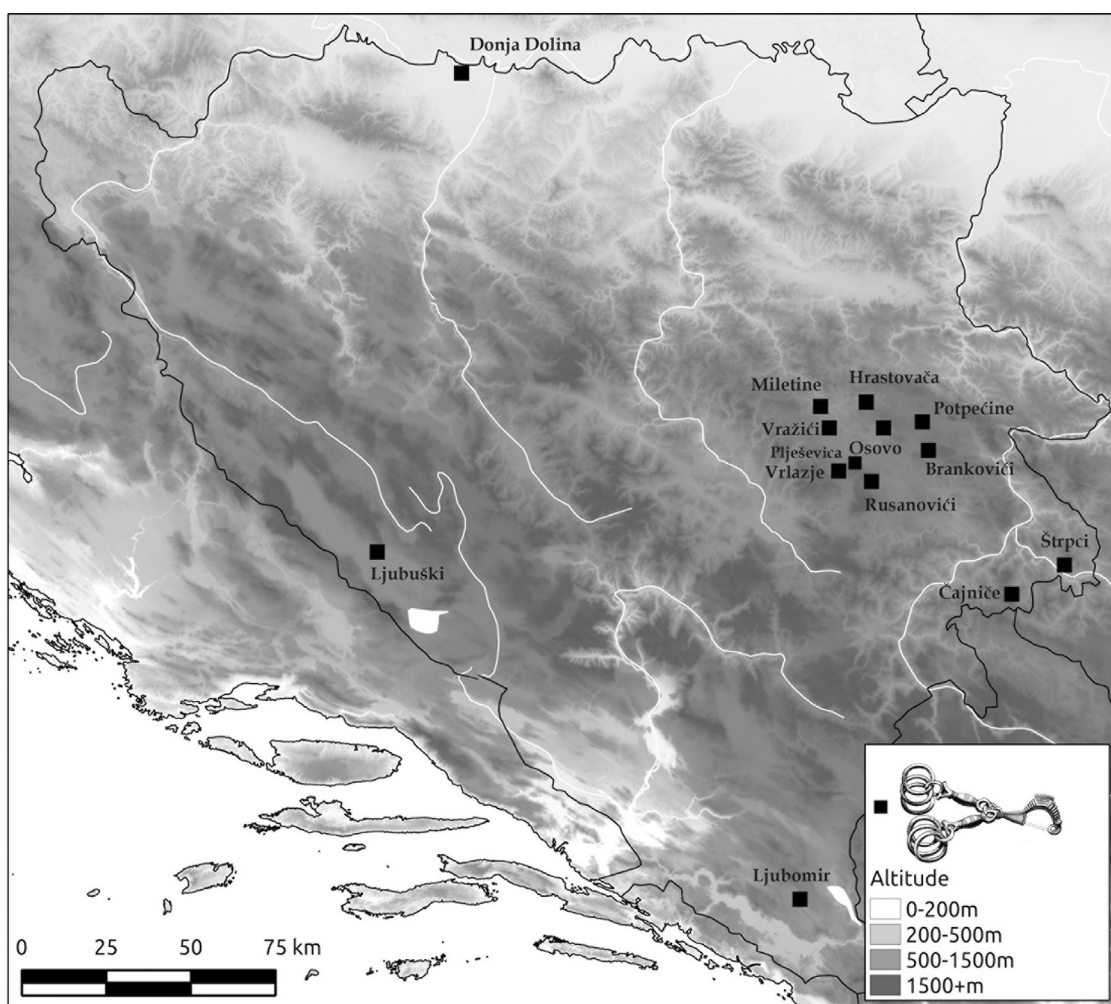 Donja Dolina
Hrastovača
Miletine
Potpećine
Vražići
Osovo
Plješevica
Vrlazje
Brankovići
Rusanovići
Štrpci
Ljubuški
Čajniče
Ljubomir
Altitude
0-200m
200-500m
500-1500m
1500+m
0 25 50 75 km